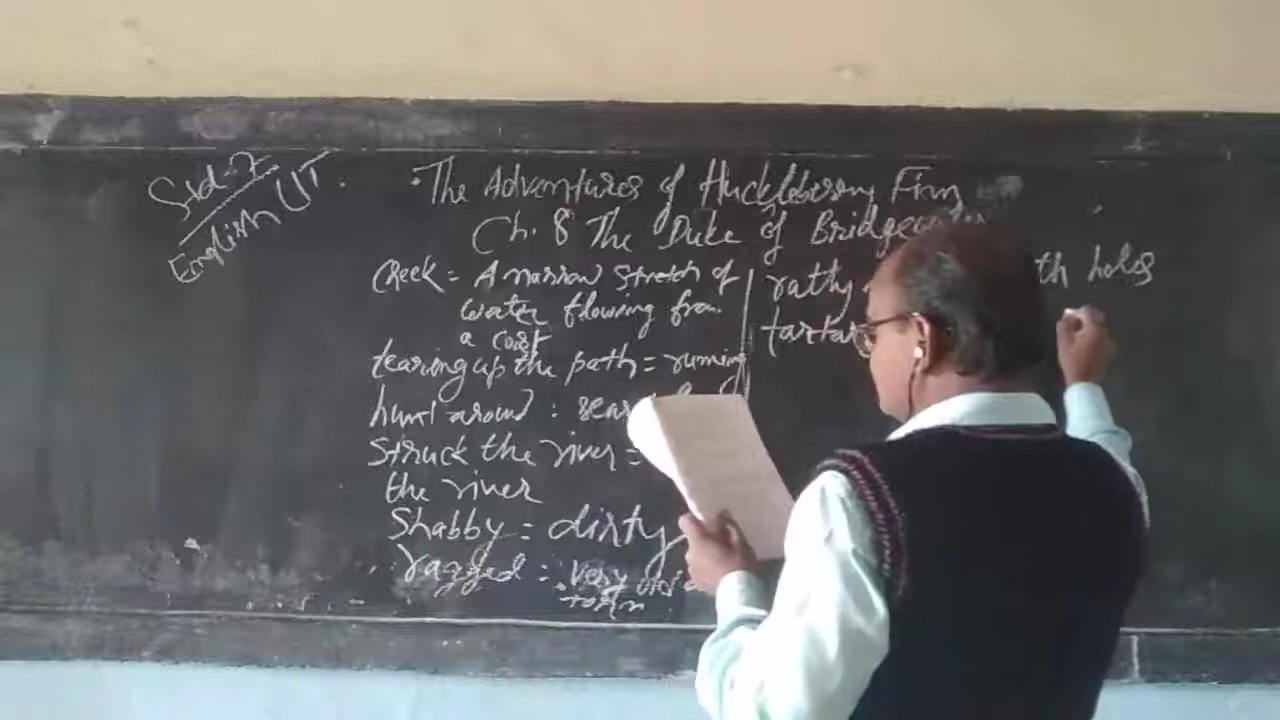 Std-7
English UT.
The Adventures of Huckleberry Finn
Ch. 8 The Duke of
Creek = A narrow stretch of
water flowing from
a coast
tearing up the path = running
hunt around :
Struck the river =
the river
Shabby = dirty
ragged : very old
torn
ratty
holes